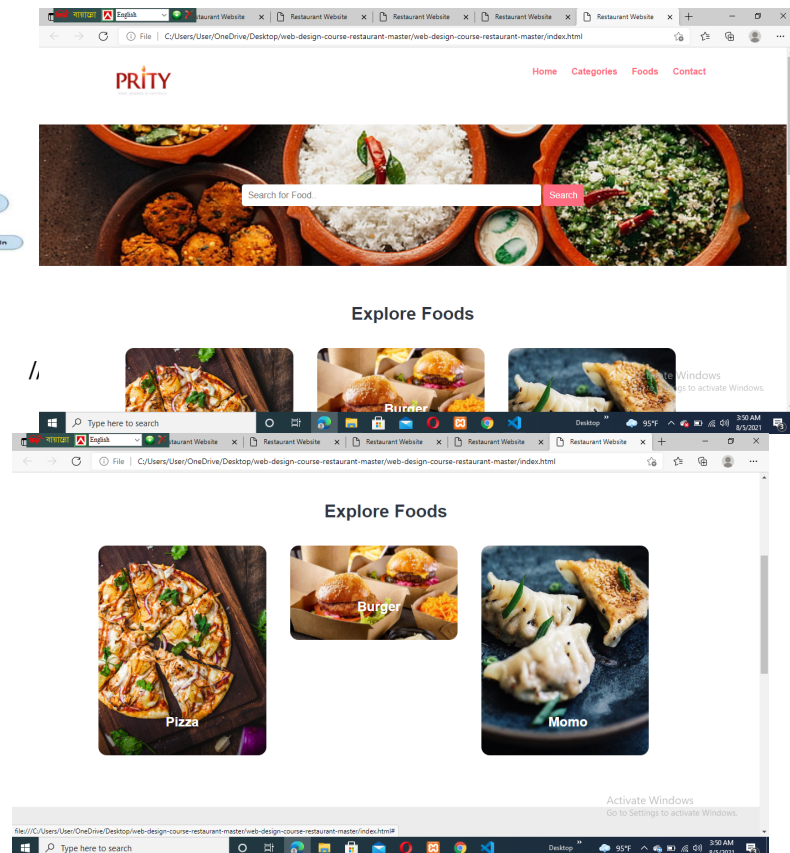 English
staurant Website
Restaurant Website
Restaurant Website
Restaurant Website
Restaurant Website
File
C:/Users/User/OneDrive/Desktop/web-design-course-restaurant-master/web-design-course-restaurant-master/index.html
PRITY
Home Categories Foods Contact
Search for Food..
Search
Explore Foods
Burger
Windows
gs to activate Windows.
Type here to search
Desktop
95°F
3:50 AM
8/5/2021
English
staurant Website
Restaurant Website
Restaurant Website
Restaurant Website
Restaurant Website
File
C:/Users/User/OneDrive/Desktop/web-design-course-restaurant-master/web-design-course-restaurant-master/index.html
Explore Foods
Burger
Pizza
Momo
Activate Windows
Go to Settings to activate Windows.
file:///C:/Users/User/OneDrive/Desktop/web-design-course-restaurant-master/web-design-course-restaurant-master/index.html#
Type here to search
Desktop
95°F
3:50 AM
8/5/2021